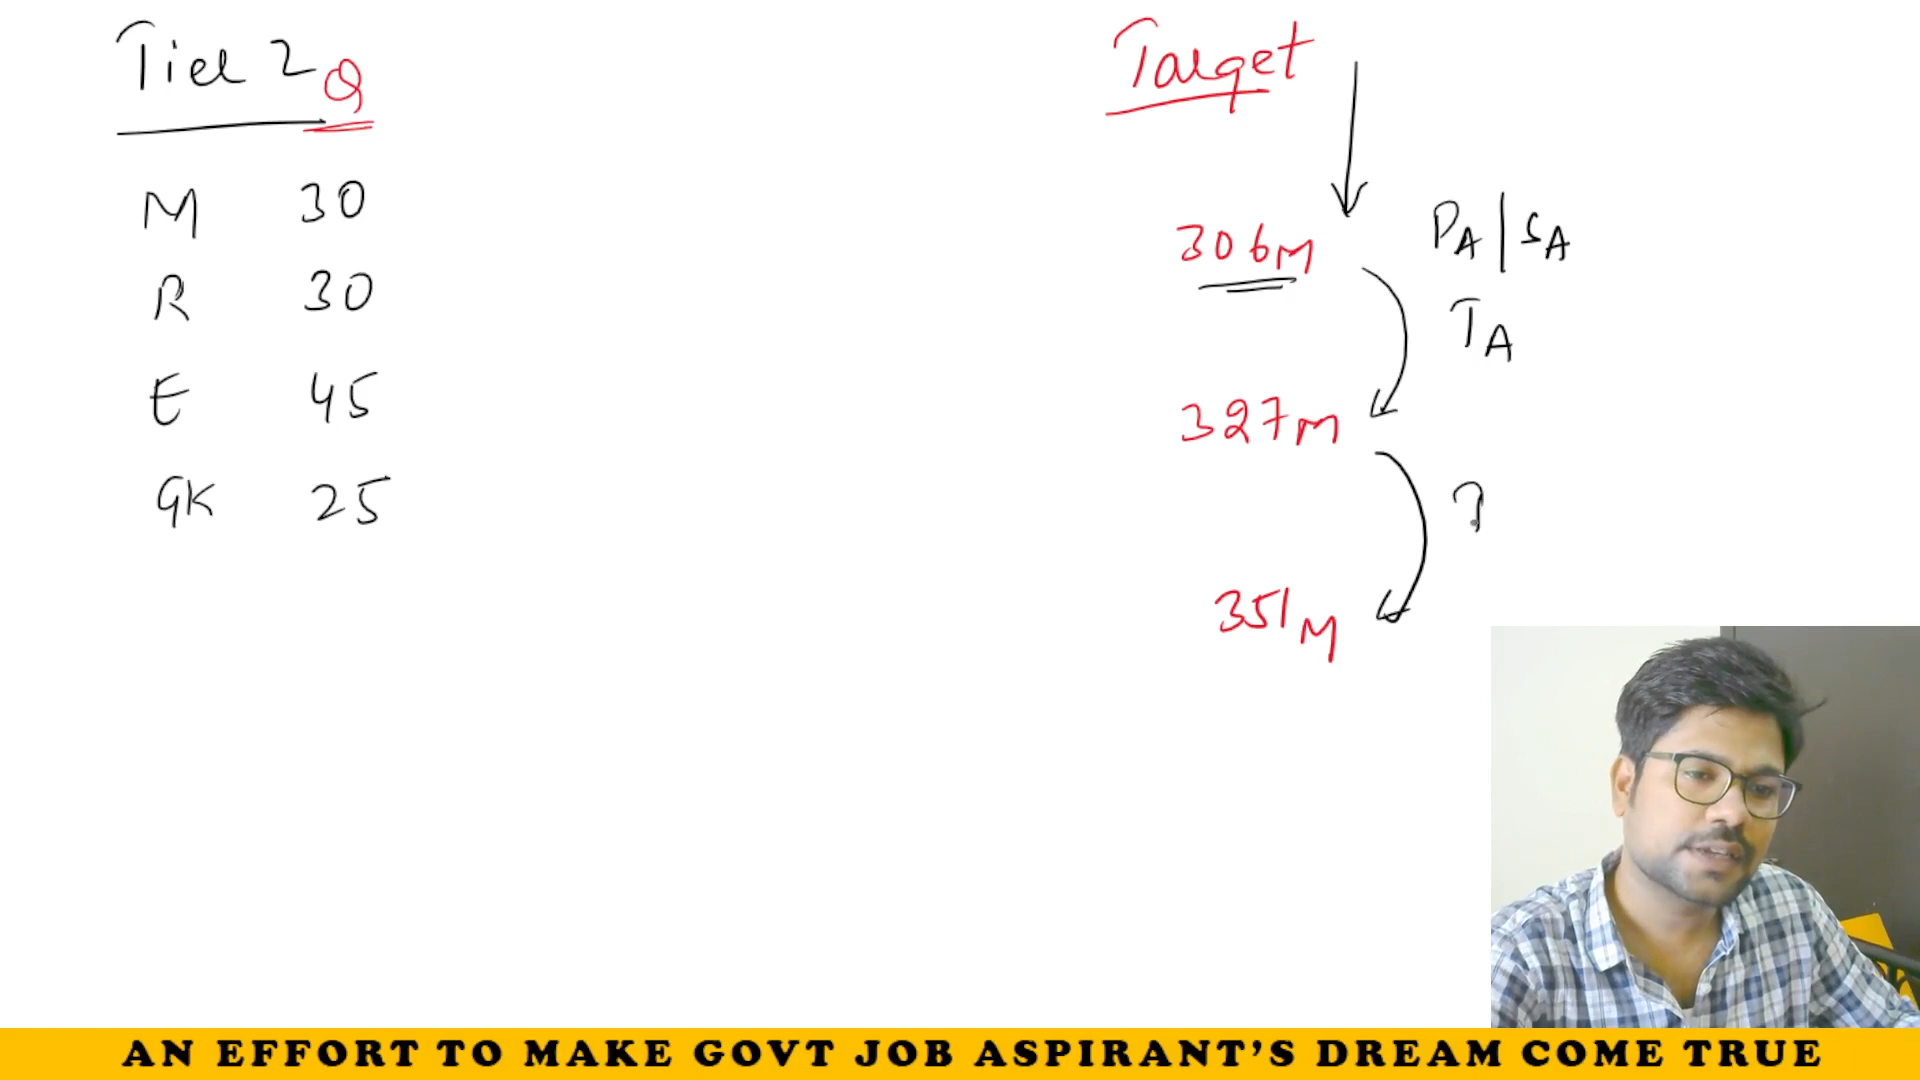 Tier 2 Q
M 30
R 30
E 45
GK 25
Target
306M
PA | SA
TA
327M
?
351M
AN EFFORT TO MAKE GOVT JOB ASPIRANT'S DREAM COME TRUE